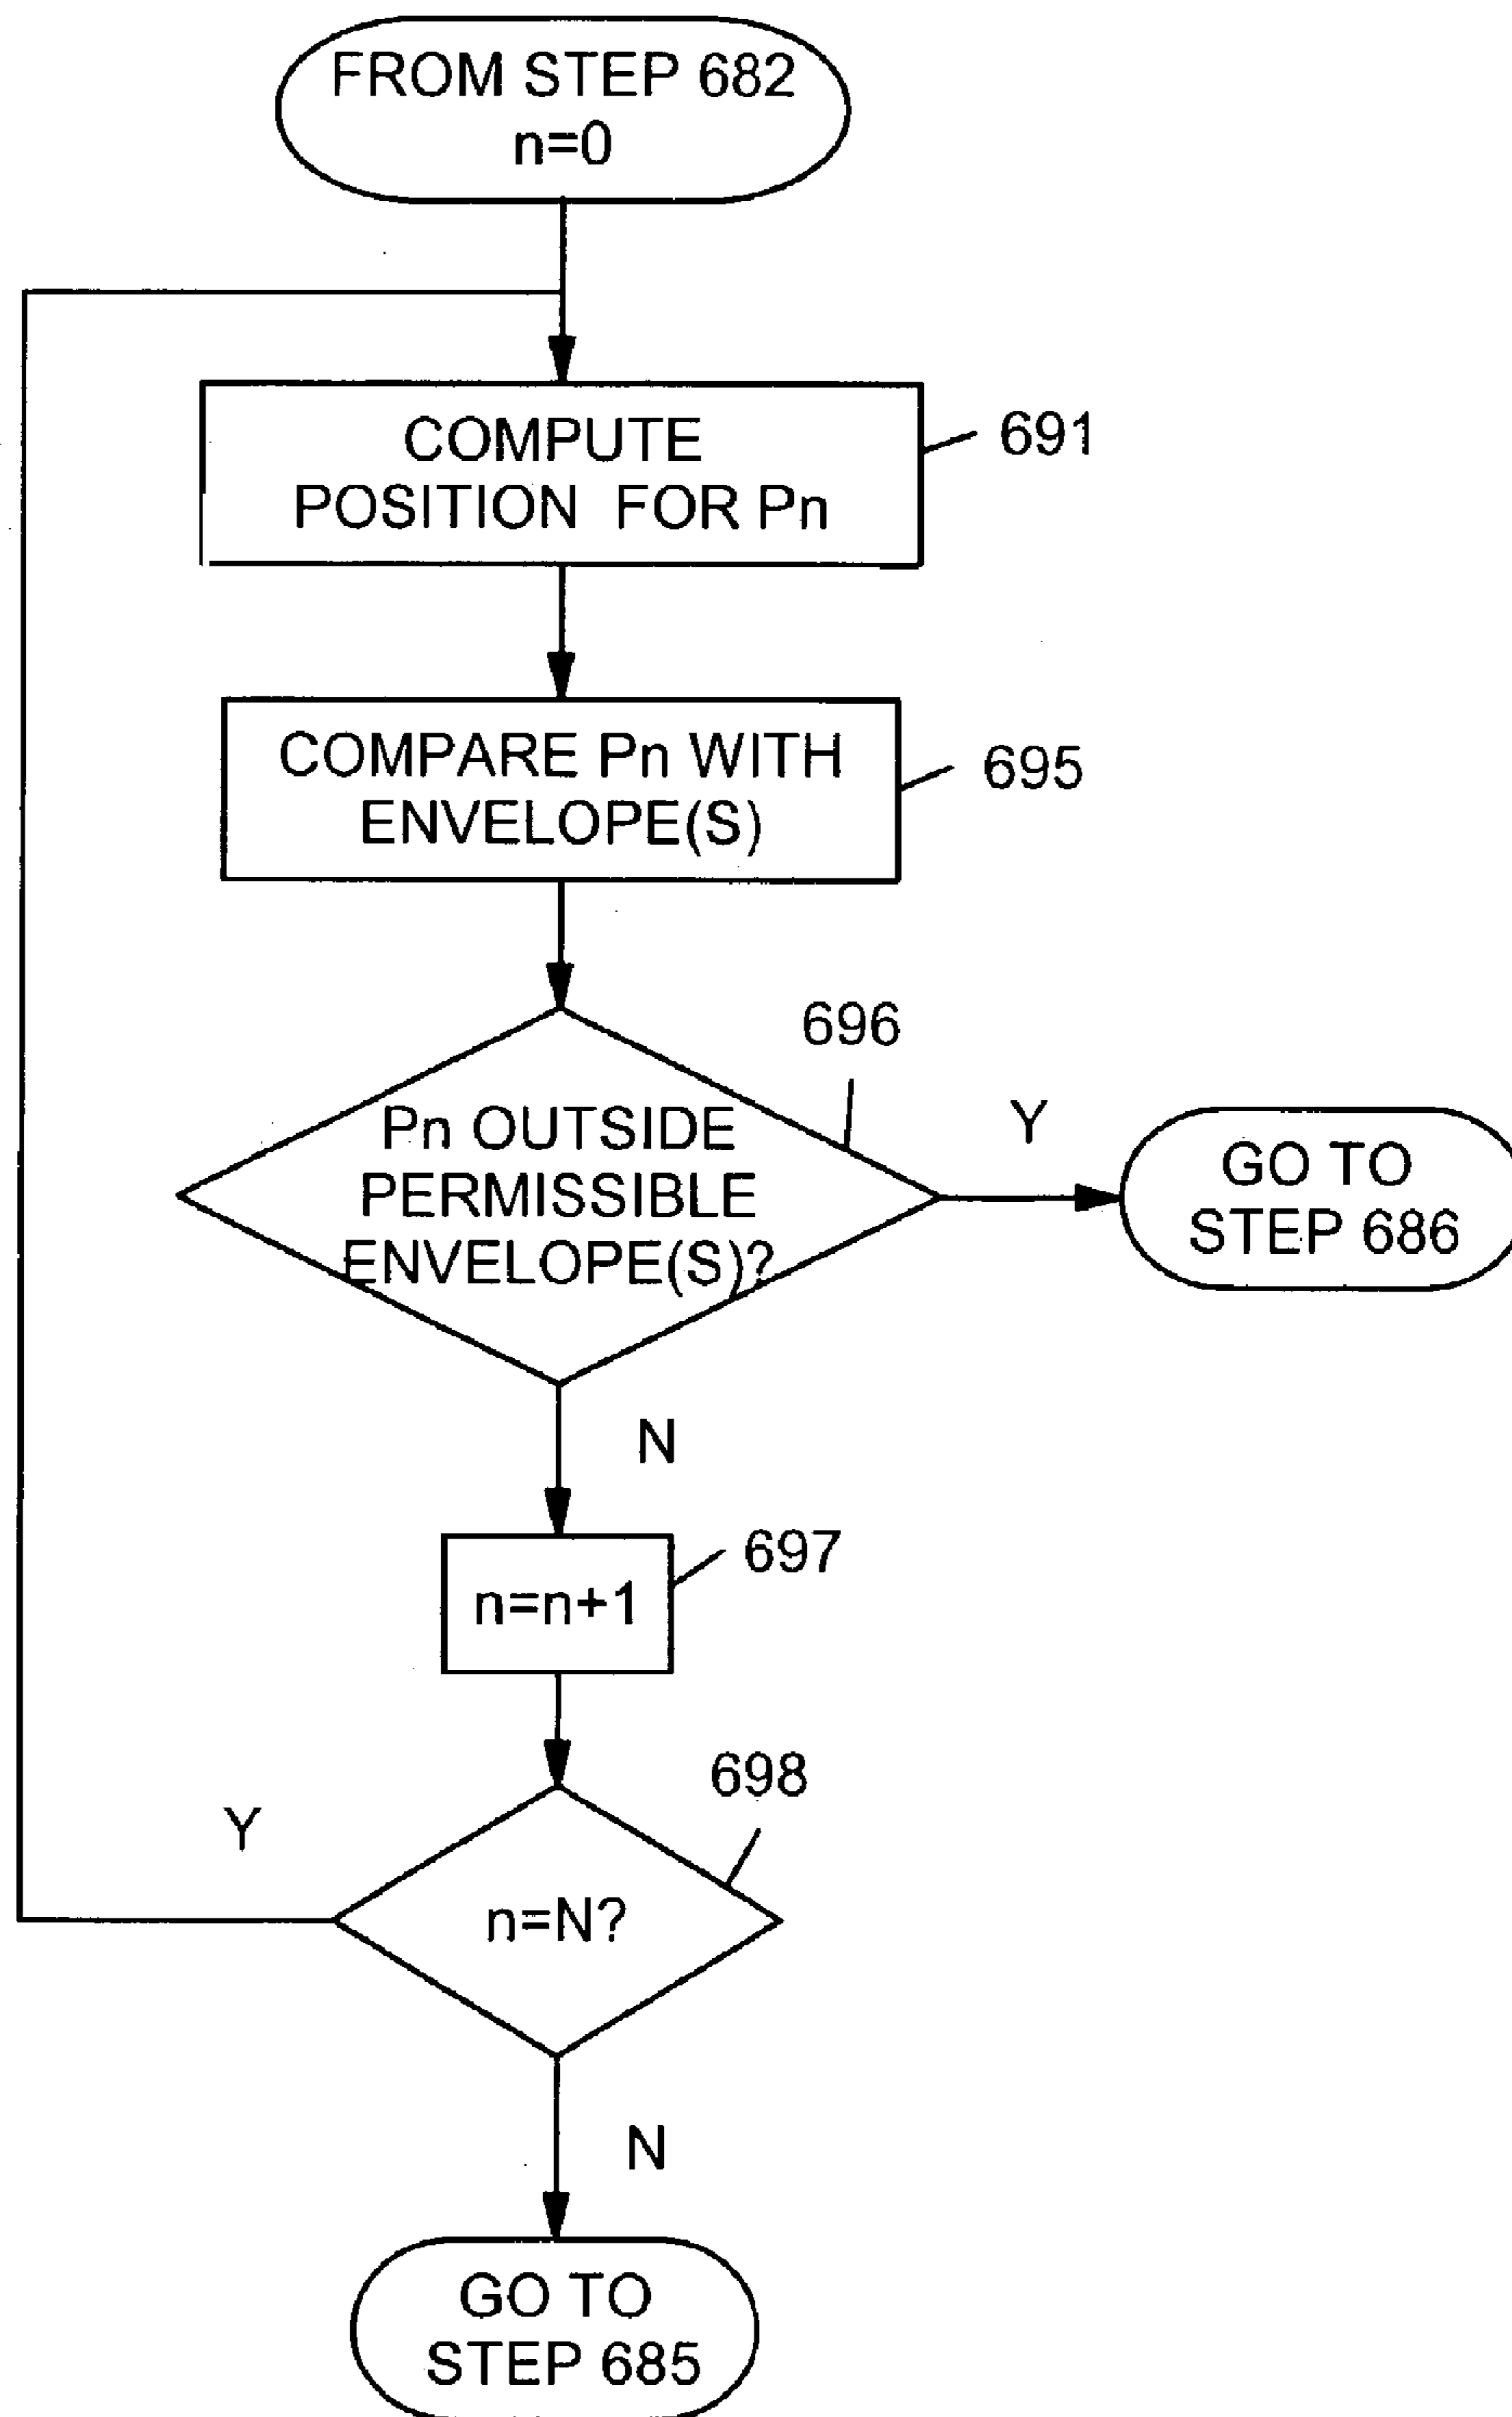 FROM STEP 682
n=0
COMPUTE
POSITION FOR Pn
691
COMPARE Pn WITH
ENVELOPE(S)
695
696
Pn OUTSIDE
PERMISSIBLE
ENVELOPE(S)?
Y
GO TO
STEP 686
N
n=n+1
697
698
Y
n=N?
N
GO TO
STEP 685